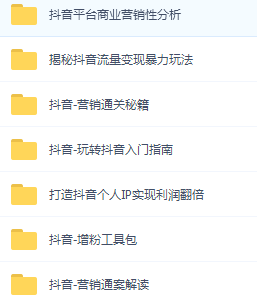 抖音平台商业营销性分析
揭秘抖音流量变现暴力玩法
抖音-营销通关秘籍
抖音-玩转抖音入门指南
打造抖音个人IP实现利润翻倍
抖音-增粉工具包
抖音-营销通案解读